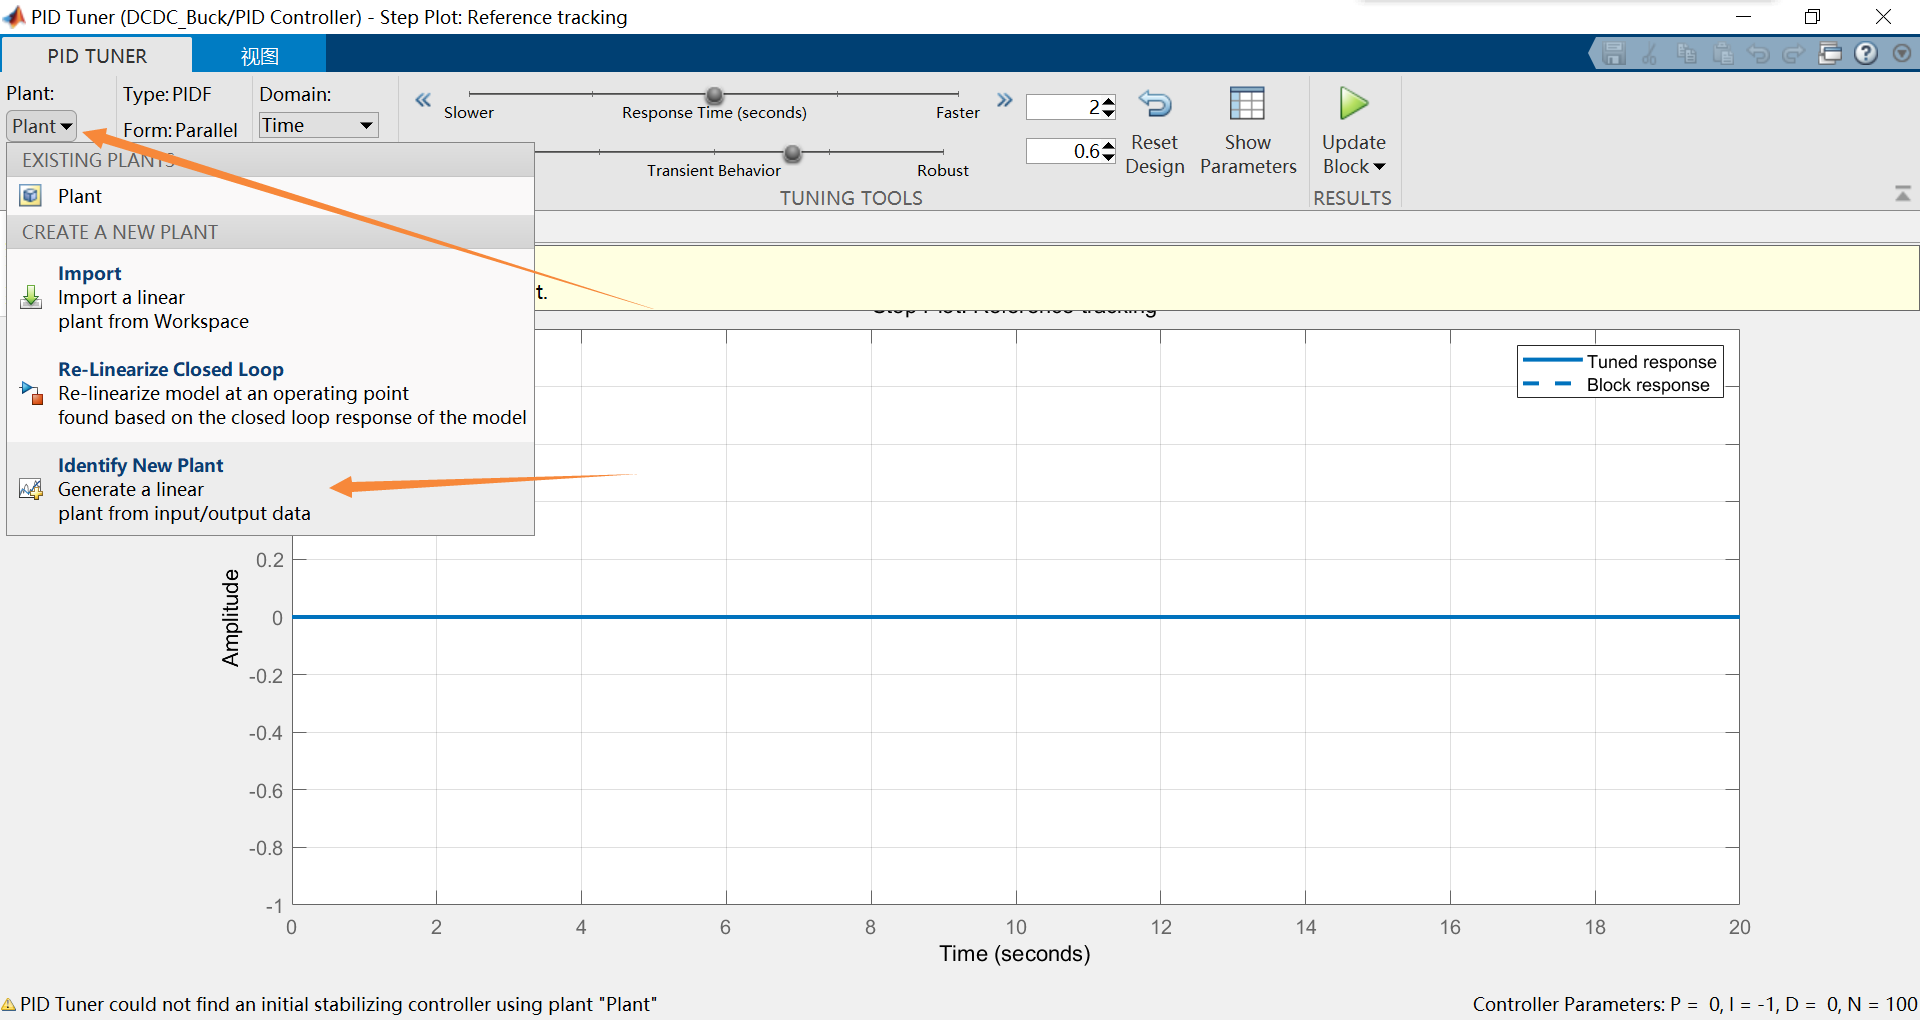 PID Tuner (DCDC_Buck/PID Controller) - Step Plot: Reference tracking
PID TUNER
视图
Plant:
Plant
Type: PIDF
Form: Parallel
Domain:
Time
Slower
Response Time (seconds)
Faster
2
Transient Behavior
Robust
0.6
Reset
Design
Show
Parameters
Update
Block
TUNING TOOLS
RESULTS
EXISTING PLANTS
Plant
CREATE A NEW PLANT
Import
Import a linear
plant from Workspace
Re-Linearize Closed Loop
Re-linearize model at an operating point
found based on the closed loop response of the model
Identify New Plant
Generate a linear
plant from input/output data
t.
Step Plot: Reference tracking
Tuned response
Block response
Amplitude
0.2
0
-0.2
-0.4
-0.6
-0.8
-1
0 2 4 6 8 10 12 14 16 18 20
Time (seconds)
PID Tuner could not find an initial stabilizing controller using plant "Plant"
Controller Parameters: P = 0, I = -1, D = 0, N = 100